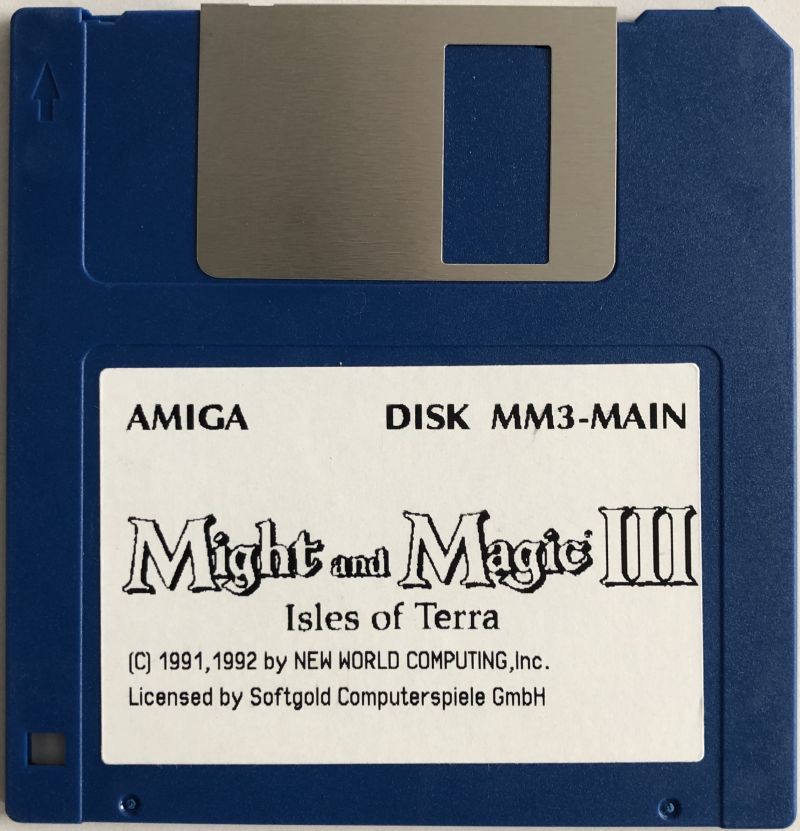 AMIGA DISK MM3-MAIN
Might and Magic III
Isles of Terra
(C) 1991,1992 by NEW WORLD COMPUTING,Inc.
Licensed by Softgold Computerspiele GmbH